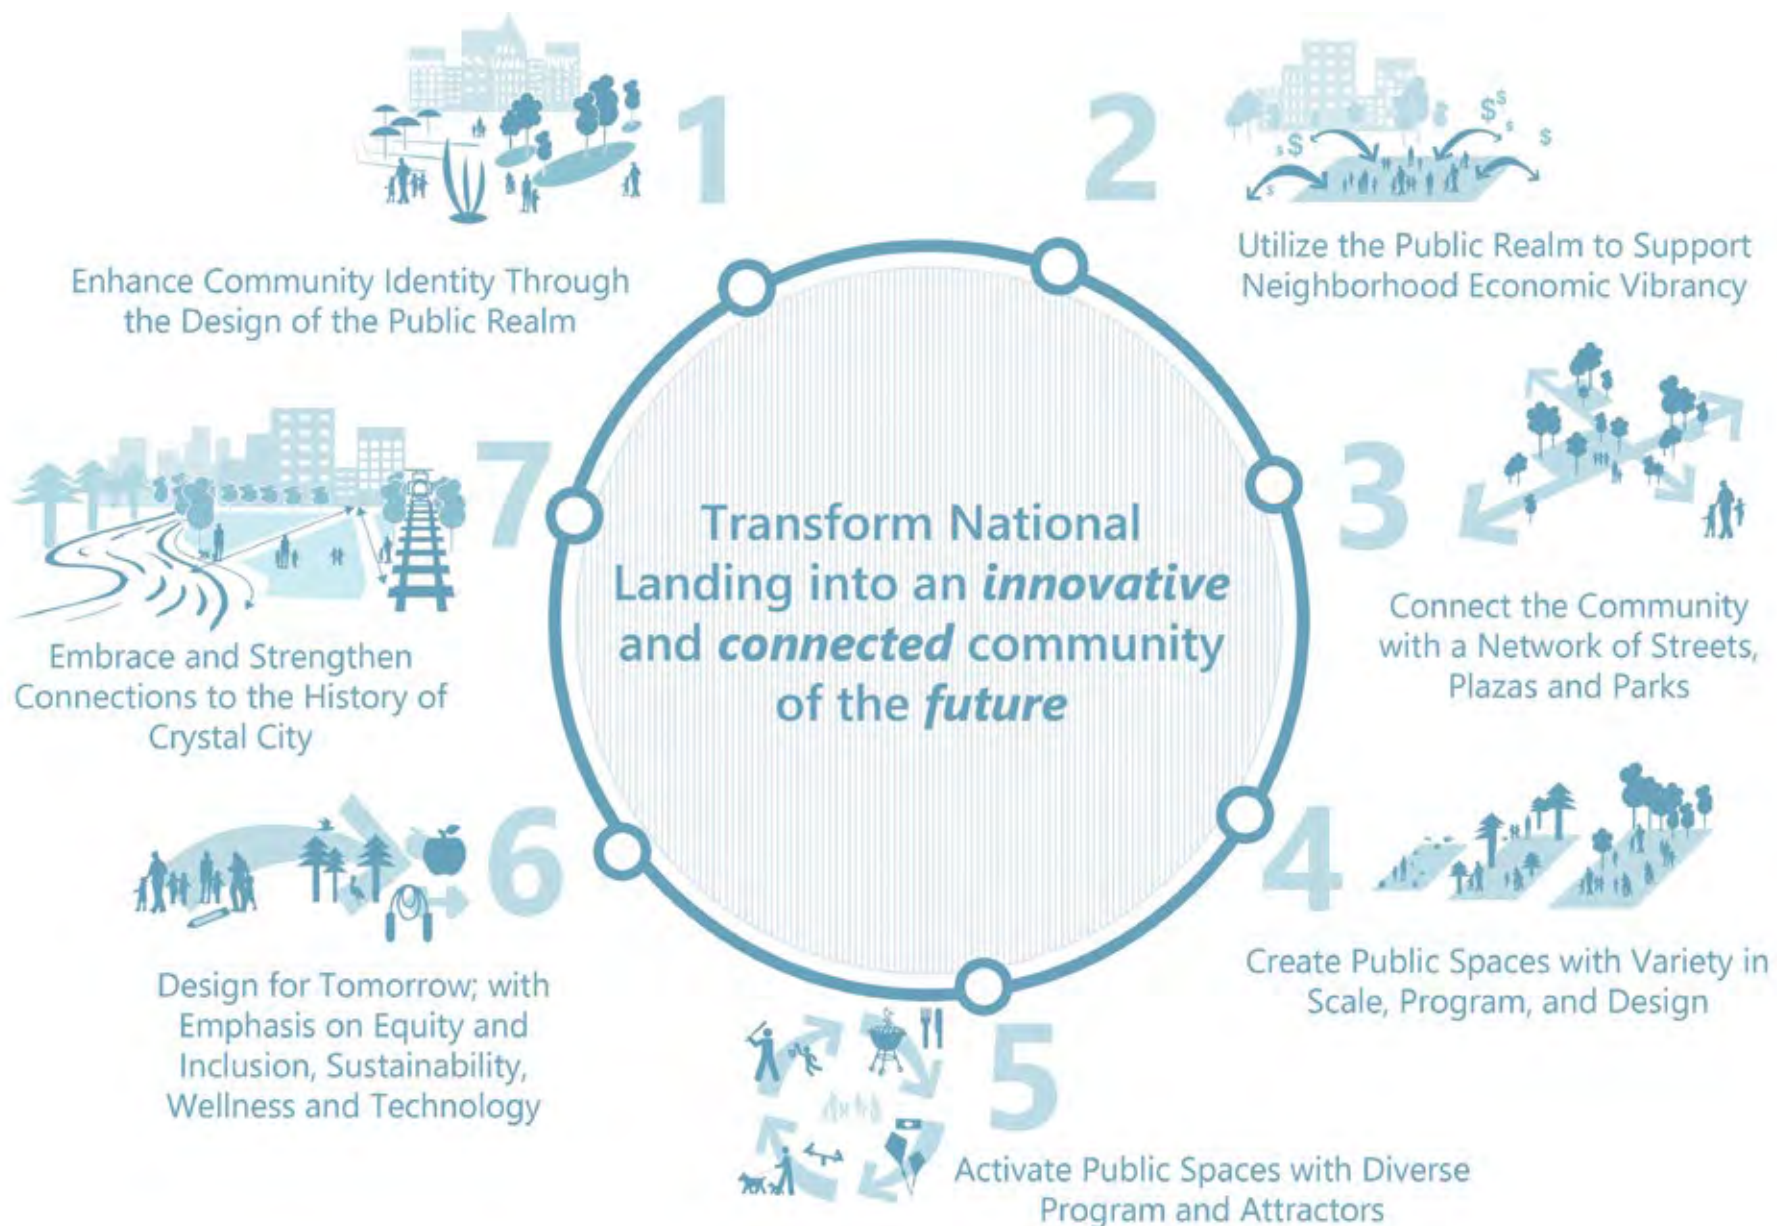 1
Enhance Community Identity Through
the Design of the Public Realm
2
$ $ $ $ $ $ $
Utilize the Public Realm to Support
Neighborhood Economic Vibrancy
3
Connect the Community
with a Network of Streets,
Plazas and Parks
4
Create Public Spaces with Variety in
Scale, Program, and Design
5
Activate Public Spaces with Diverse
Program and Attractors
6
Design for Tomorrow; with
Emphasis on Equity and
Inclusion, Sustainability,
Wellness and Technology
7
Embrace and Strengthen
Connections to the History of
Crystal City
Transform National
Landing into an innovative
and connected community
of the future